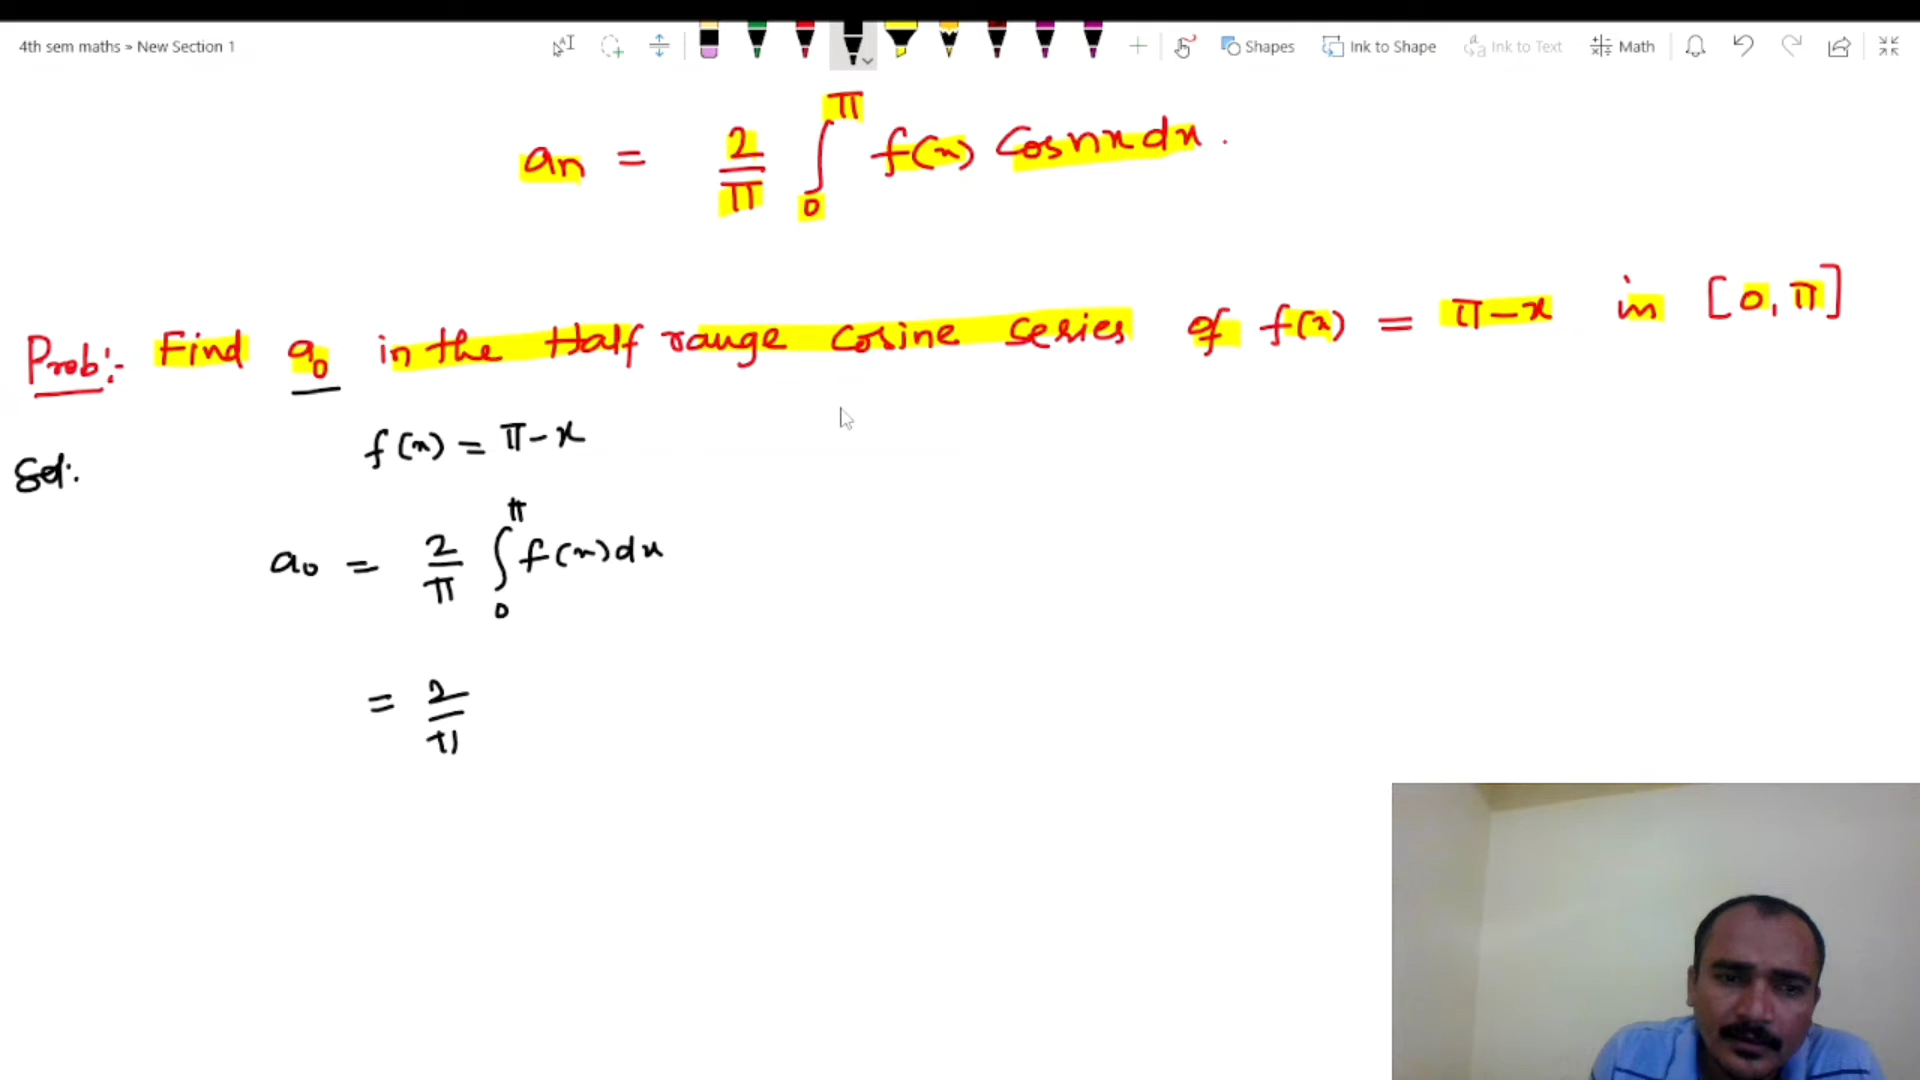 4th sem maths » New Section 1
Shapes Ink to Shape Ink to Text Math
an = 2/π ∫₀^π f(x) Cosnx dx.
Prob:- Find a₀ in the Half range cosine series of f(x) = π-x in [0,π]
Sol:
f(x) = π-x
a₀ = 2/π ∫₀^π f(x)dx
= 2/π